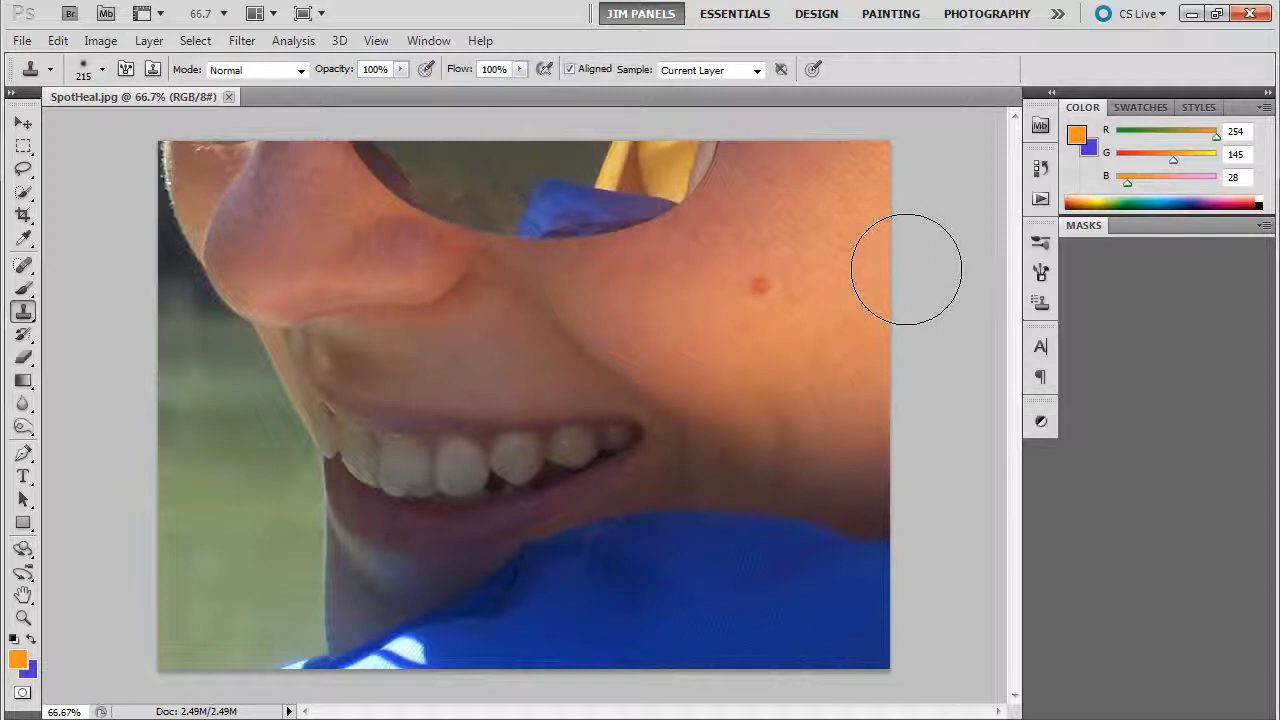 Ps Br Mb 66.7 JIM PANELS ESSENTIALS DESIGN PAINTING PHOTOGRAPHY CS Live
File Edit Image Layer Select Filter Analysis 3D View Window Help
215 Mode: Normal Opacity: 100% Flow: 100% Aligned Sample: Current Layer
SpotHeal.jpg @ 66.7% (RGB/8#)
COLOR SWATCHES STYLES
Mb
R 254
G 145
B 28
MASKS
A
T
66.67% Doc: 2.49M/2.49M